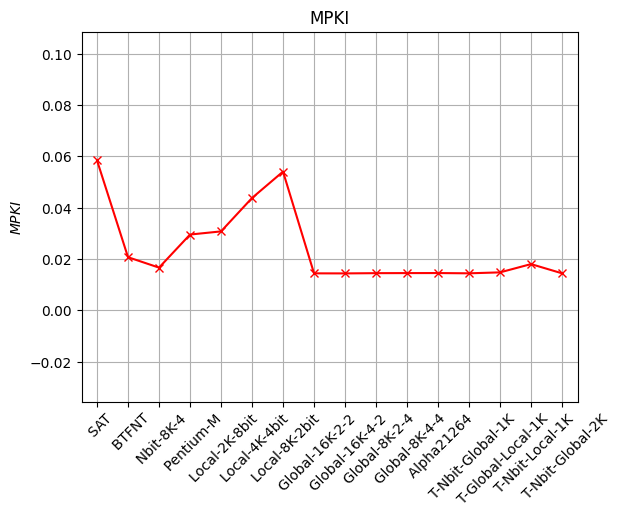 MPKI
MPKI
0.10
0.08
0.06
0.04
0.02
0.00
−0.02
SAT
BTFNT
Nbit-8K-4
Pentium-M
Local-2K-8bit
Local-4K-4bit
Local-8K-2bit
Global-16K-2-2
Global-16K-4-2
Global-8K-2-4
Global-8K-4-4
Alpha21264
T-Nbit-Global-1K
T-Global-Local-1K
T-Nbit-Local-1K
T-Nbit-Global-2K